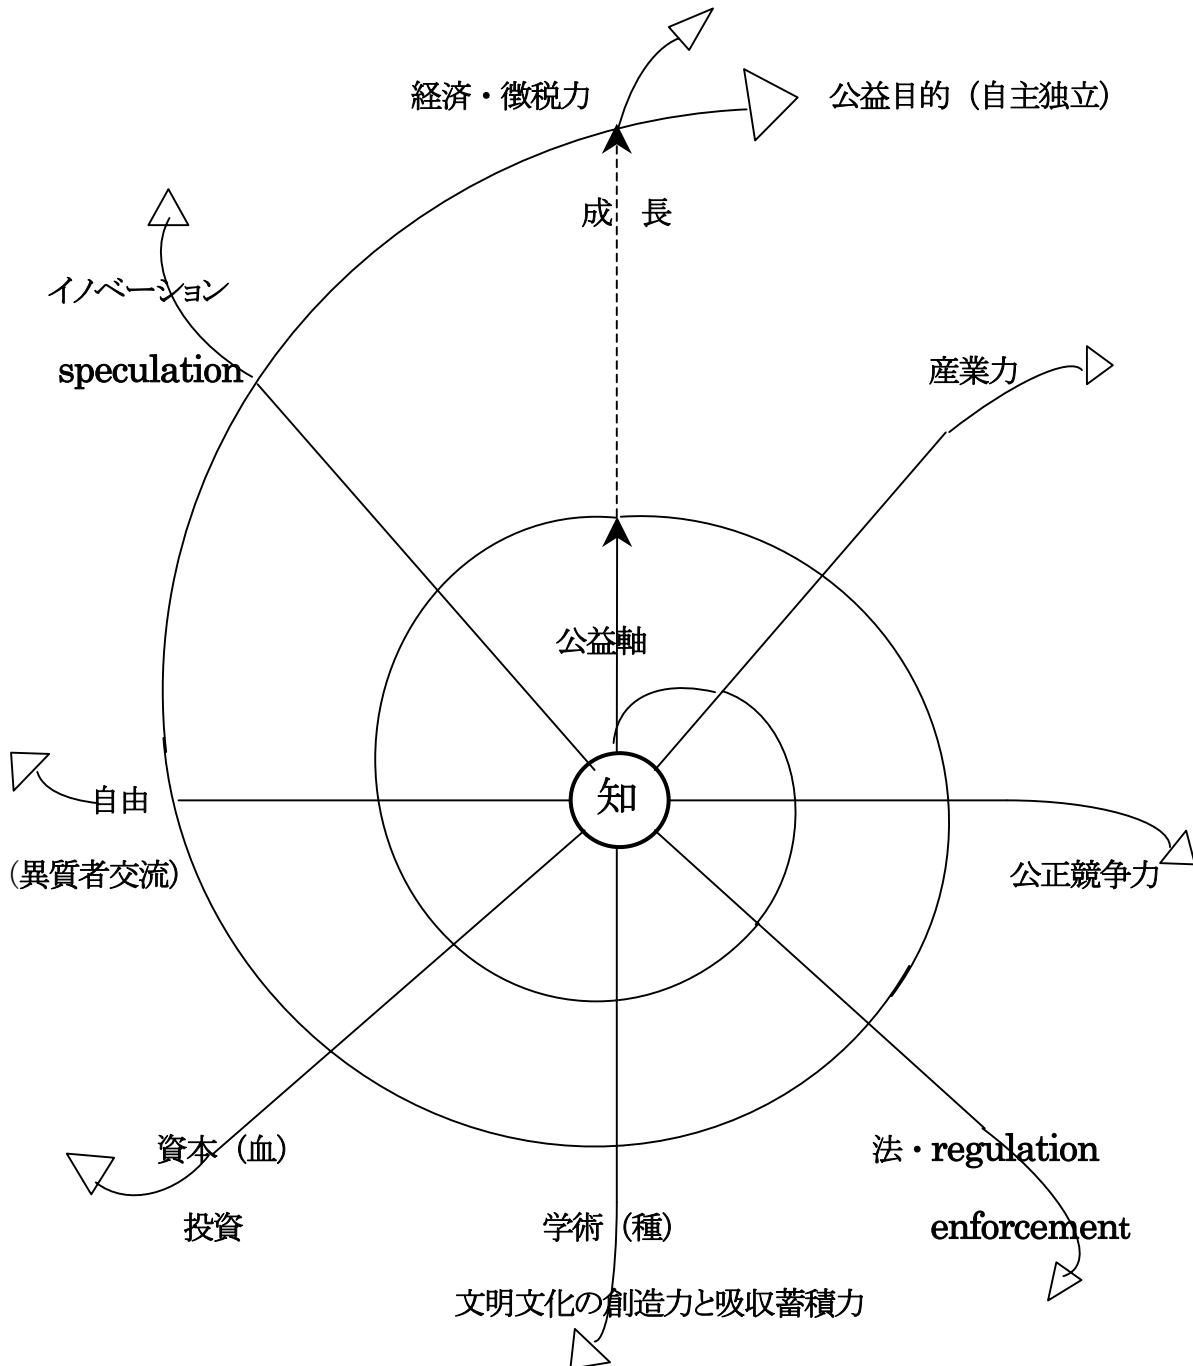 経済・徴税力
公益目的（自主独立）
成 長
イノベーション
speculation
産業力
公益軸
知
自由
（異質者交流）
公正競争力
資本（血）
投資
法・regulation
enforcement
学術（種）
文明文化の創造力と吸収蓄積力